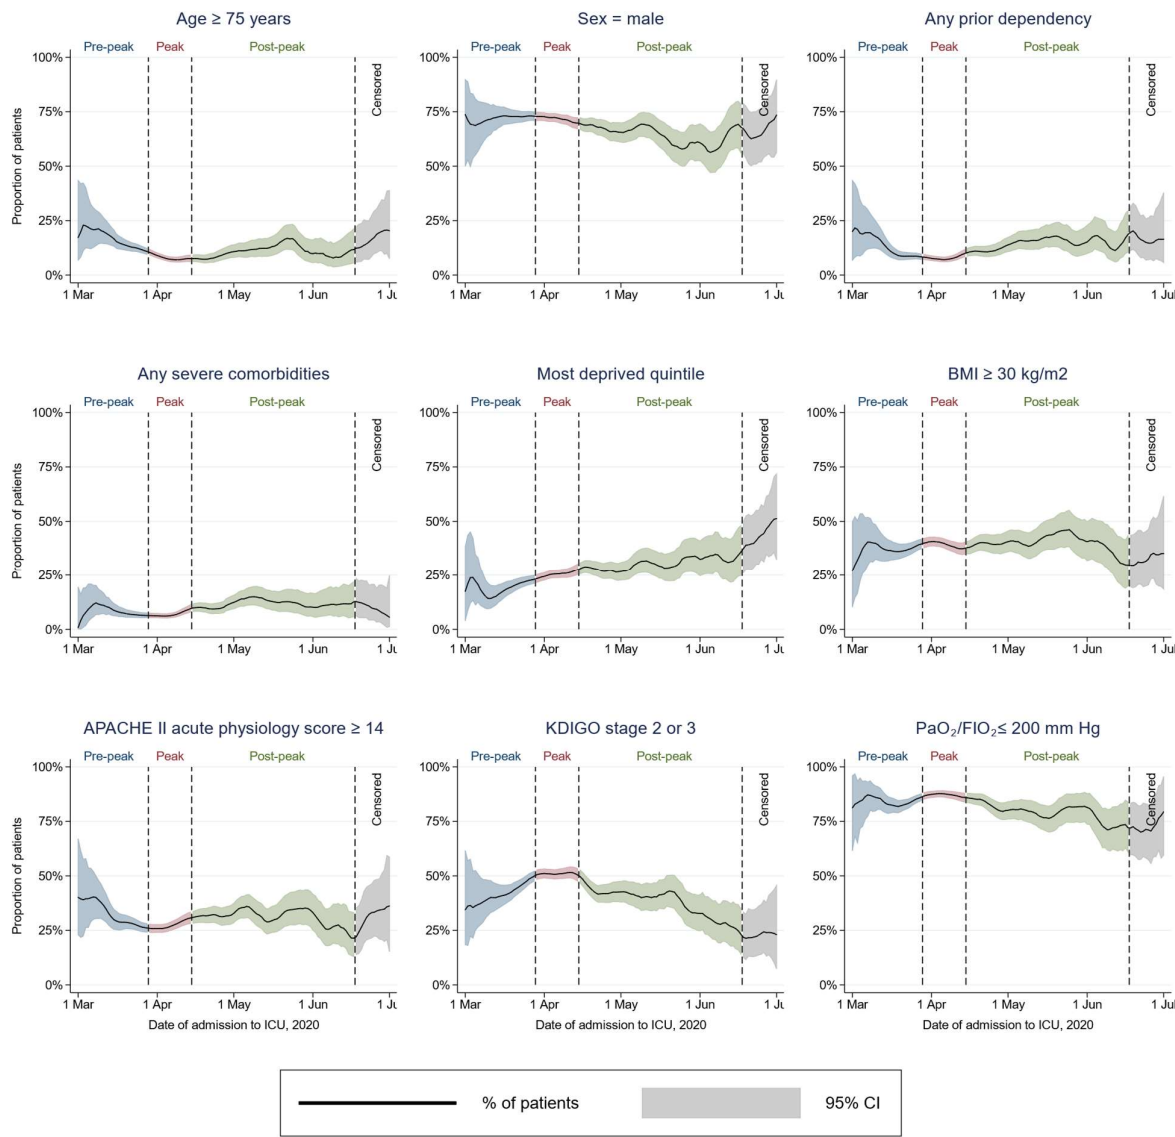 Age ≥ 75 years
Sex = male
Any prior dependency
Pre-peak Peak Post-peak
Pre-peak Peak Post-peak
Pre-peak Peak Post-peak
Proportion of patients
100%
75%
50%
25%
0%
Censored
1 Mar 1 Apr 1 May 1 Jun 1 Ju
100%
75%
50%
25%
0%
Censored
1 Mar 1 Apr 1 May 1 Jun 1 Ju
100%
75%
50%
25%
0%
Censored
1 Mar 1 Apr 1 May 1 Jun 1 Jul
Any severe comorbidities
Most deprived quintile
BMI ≥ 30 kg/m2
Pre-peak Peak Post-peak
Pre-peak Peak Post-peak
Pre-peak Peak Post-peak
Proportion of patients
100%
75%
50%
25%
0%
Censored
1 Mar 1 Apr 1 May 1 Jun 1 Ju
100%
75%
50%
25%
0%
Censored
1 Mar 1 Apr 1 May 1 Jun 1 Ju
100%
75%
50%
25%
0%
Censored
1 Mar 1 Apr 1 May 1 Jun 1 Jul
APACHE II acute physiology score ≥ 14
KDIGO stage 2 or 3
PaO₂/FIO₂≤ 200 mm Hg
Pre-peak Peak Post-peak
Pre-peak Peak Post-peak
Pre-peak Peak Post-peak
Proportion of patients
100%
75%
50%
25%
0%
Censored
1 Mar 1 Apr 1 May 1 Jun 1 Ju
Date of admission to ICU, 2020
100%
75%
50%
25%
0%
Censored
1 Mar 1 Apr 1 May 1 Jun 1 Ju
Date of admission to ICU, 2020
100%
75%
50%
25%
0%
Censored
1 Mar 1 Apr 1 May 1 Jun 1 Jul
Date of admission to ICU, 2020
% of patients
95% CI